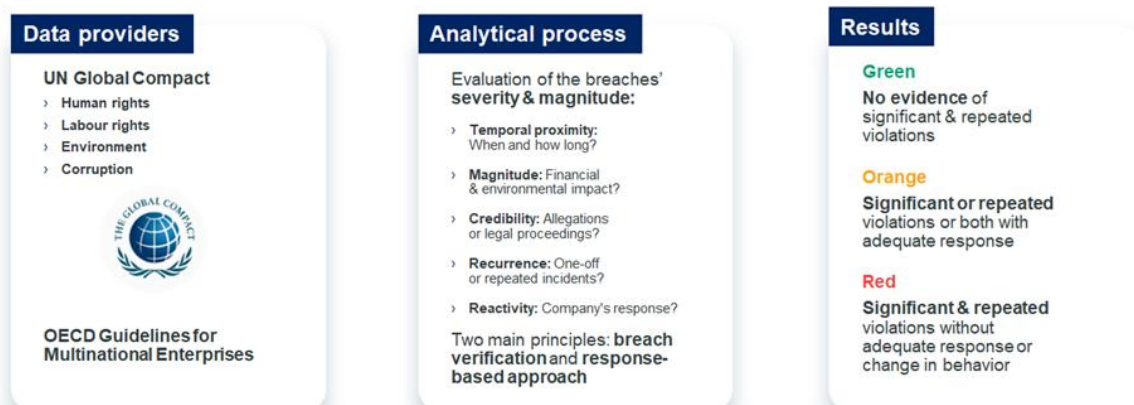 Data providers
UN Global Compact
› Human rights
› Labour rights
› Environment
› Corruption
THE GLOBAL COMPACT
OECD Guidelines for
Multinational Enterprises
Analytical process
Evaluation of the breaches’
severity & magnitude:
› Temporal proximity:
When and how long?
› Magnitude: Financial
& environmental impact?
› Credibility: Allegations
or legal proceedings?
› Recurrence: One-off
or repeated incidents?
› Reactivity: Company's response?
Two main principles: breach
verification and response-
based approach
Results
Green
No evidence of
significant & repeated
violations
Orange
Significant or repeated
violations or both with
adequate response
Red
Significant & repeated
violations without
adequate response or
change in behavior